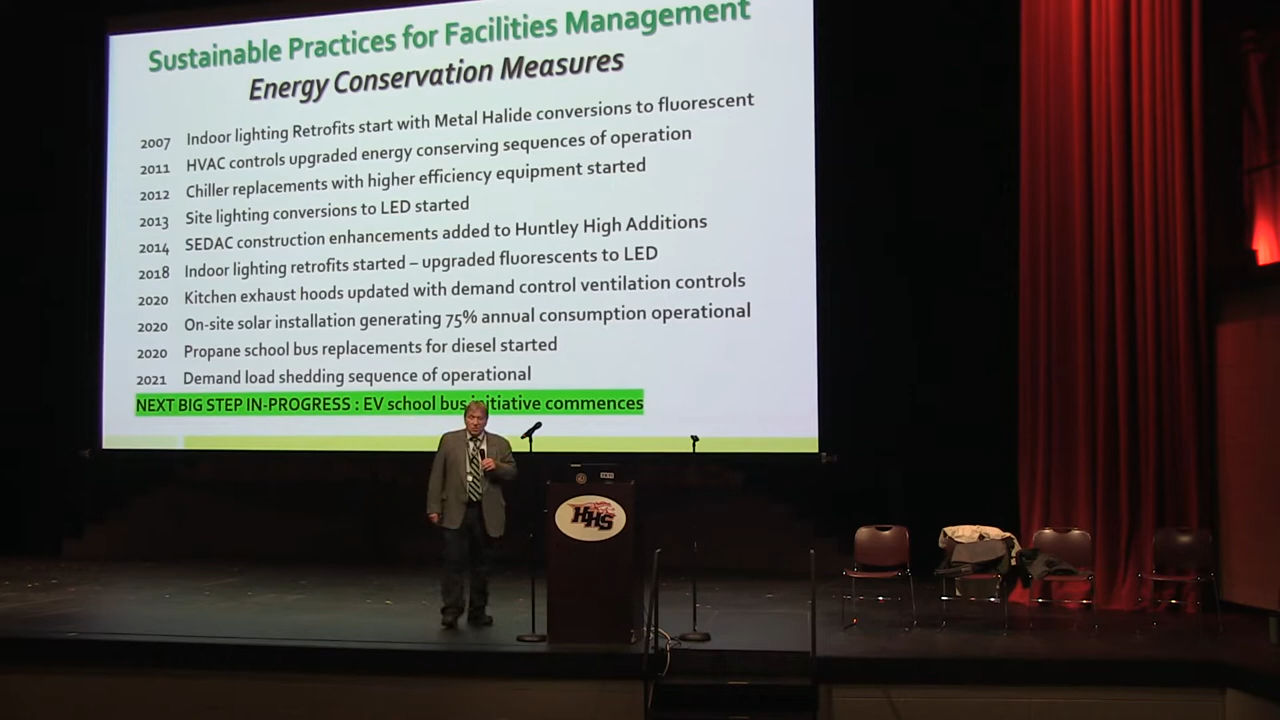 Sustainable Practices for Facilities Management
Energy Conservation Measures
2007 Indoor lighting Retrofits start with Metal Halide conversions to fluorescent
2011 HVAC controls upgraded energy conserving sequences of operation
2012 Chiller replacements with higher efficiency equipment started
2013 Site lighting conversions to LED started
2014 SEDAC construction enhancements added to Huntley High Additions
2018 Indoor lighting retrofits started – upgraded fluorescents to LED
2020 Kitchen exhaust hoods updated with demand control ventilation controls
2020 On-site solar installation generating 75% annual consumption operational
2020 Propane school bus replacements for diesel started
2021 Demand load shedding sequence of operational
NEXT BIG STEP IN-PROGRESS : EV school bus initiative commences
HHS